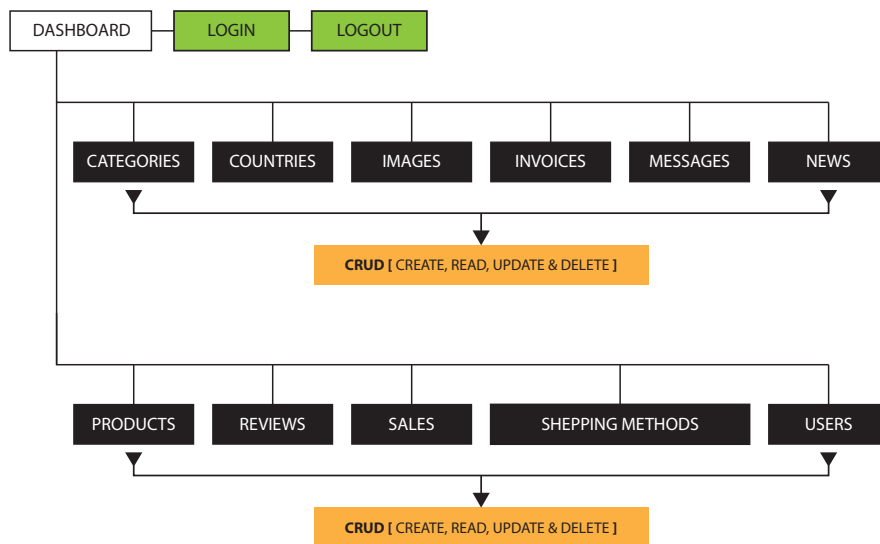 DASHBOARD LOGIN LOGOUT
CATEGORIES COUNTRIES IMAGES INVOICES MESSAGES NEWS
CRUD [ CREATE, READ, UPDATE & DELETE ]
PRODUCTS REVIEWS SALES SHEPPING METHODS USERS
CRUD [ CREATE, READ, UPDATE & DELETE ]